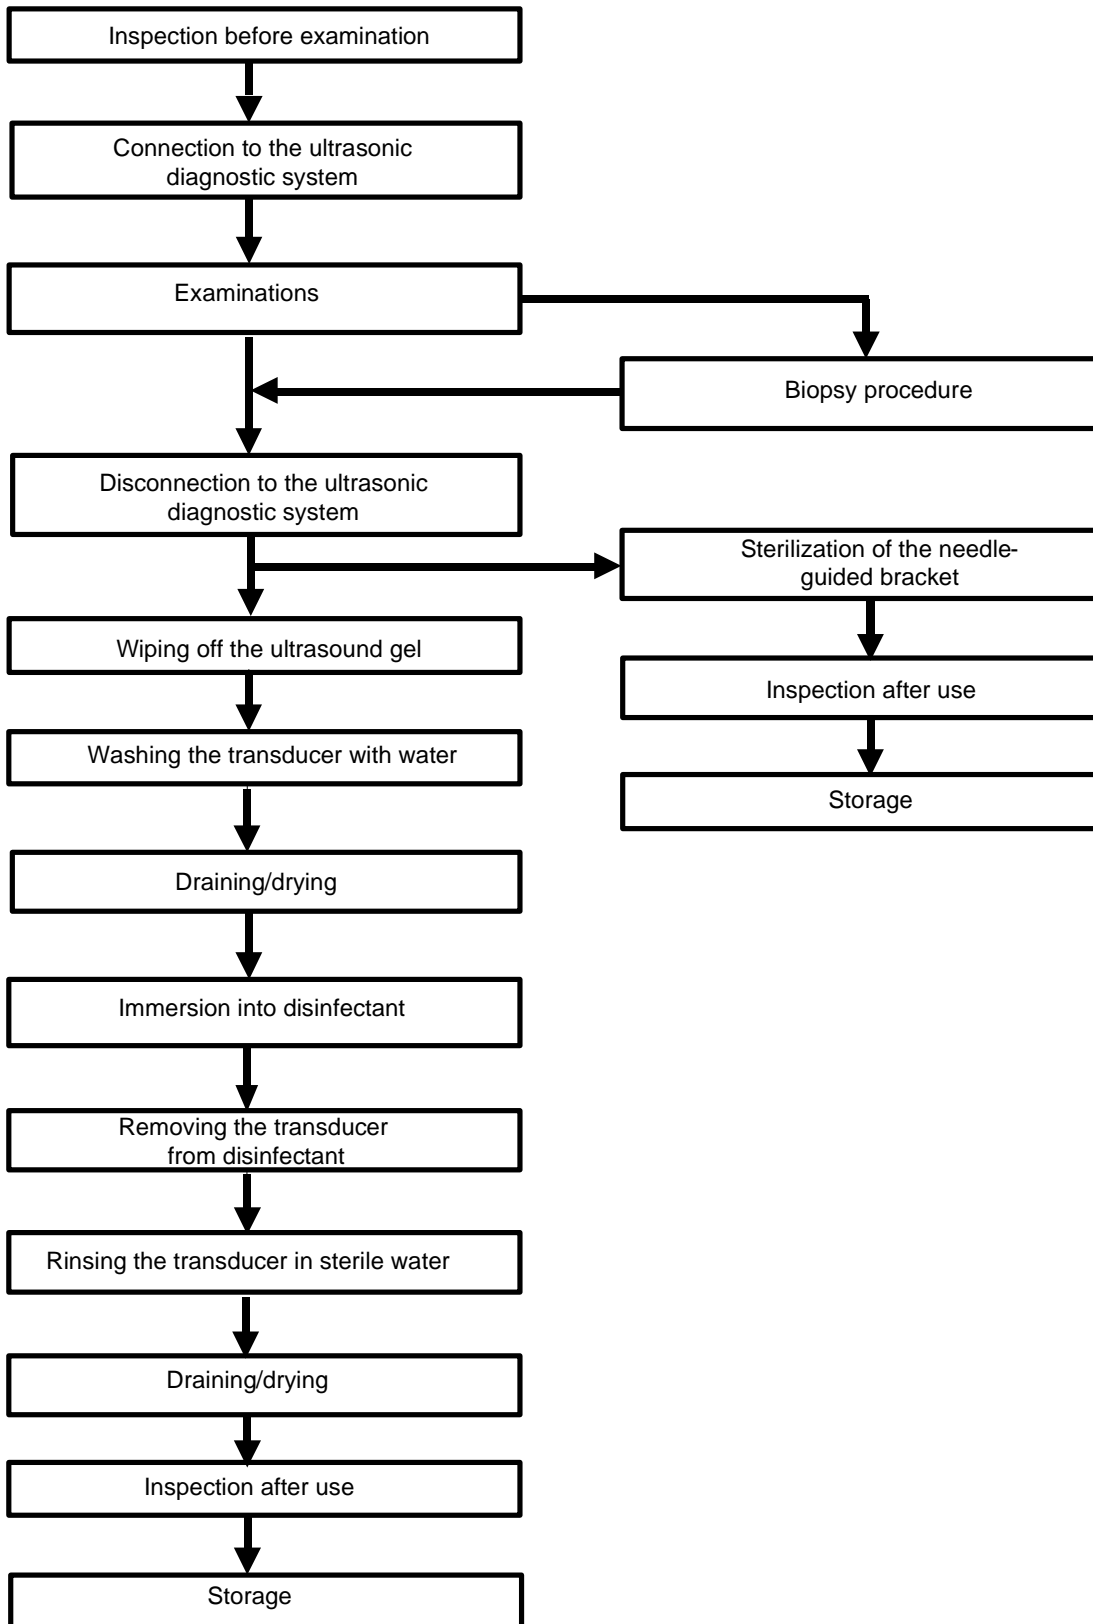 Inspection before examination
Connection to the ultrasonic
diagnostic system
Examinations
Biopsy procedure
Disconnection to the ultrasonic
diagnostic system
Sterilization of the needle-
guided bracket
Wiping off the ultrasound gel
Inspection after use
Washing the transducer with water
Storage
Draining/drying
Immersion into disinfectant
Removing the transducer
from disinfectant
Rinsing the transducer in sterile water
Draining/drying
Inspection after use
Storage